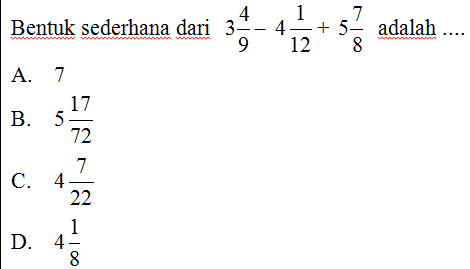 Bentuk sederhana dari 3 4/9 – 4 1/12 + 5 7/8 adalah ....
A. 7
B. 5 17/72
C. 4 7/22
D. 4 1/8